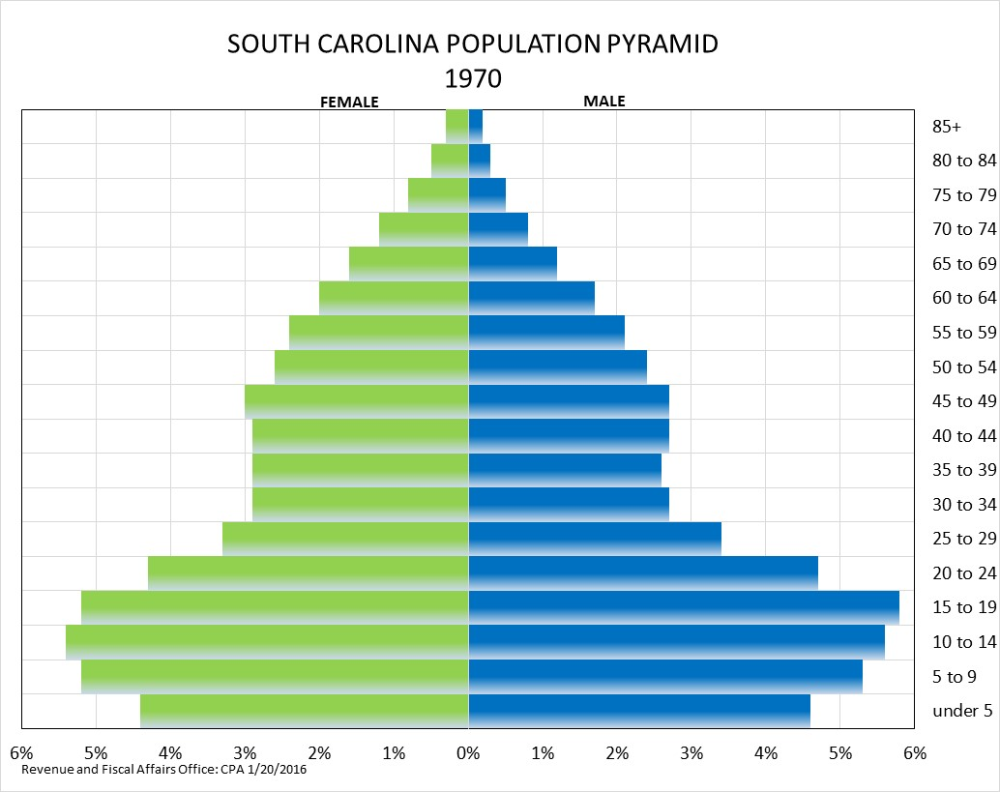 SOUTH CAROLINA POPULATION PYRAMID
1970
FEMALE
MALE
85+
80 to 84
75 to 79
70 to 74
65 to 69
60 to 64
55 to 59
50 to 54
45 to 49
40 to 44
35 to 39
30 to 34
25 to 29
20 to 24
15 to 19
10 to 14
5 to 9
under 5
6% 5% 4% 3% 2% 1% 0% 1% 2% 3% 4% 5% 6%
Revenue and Fiscal Affairs Office: CPA 1/20/2016